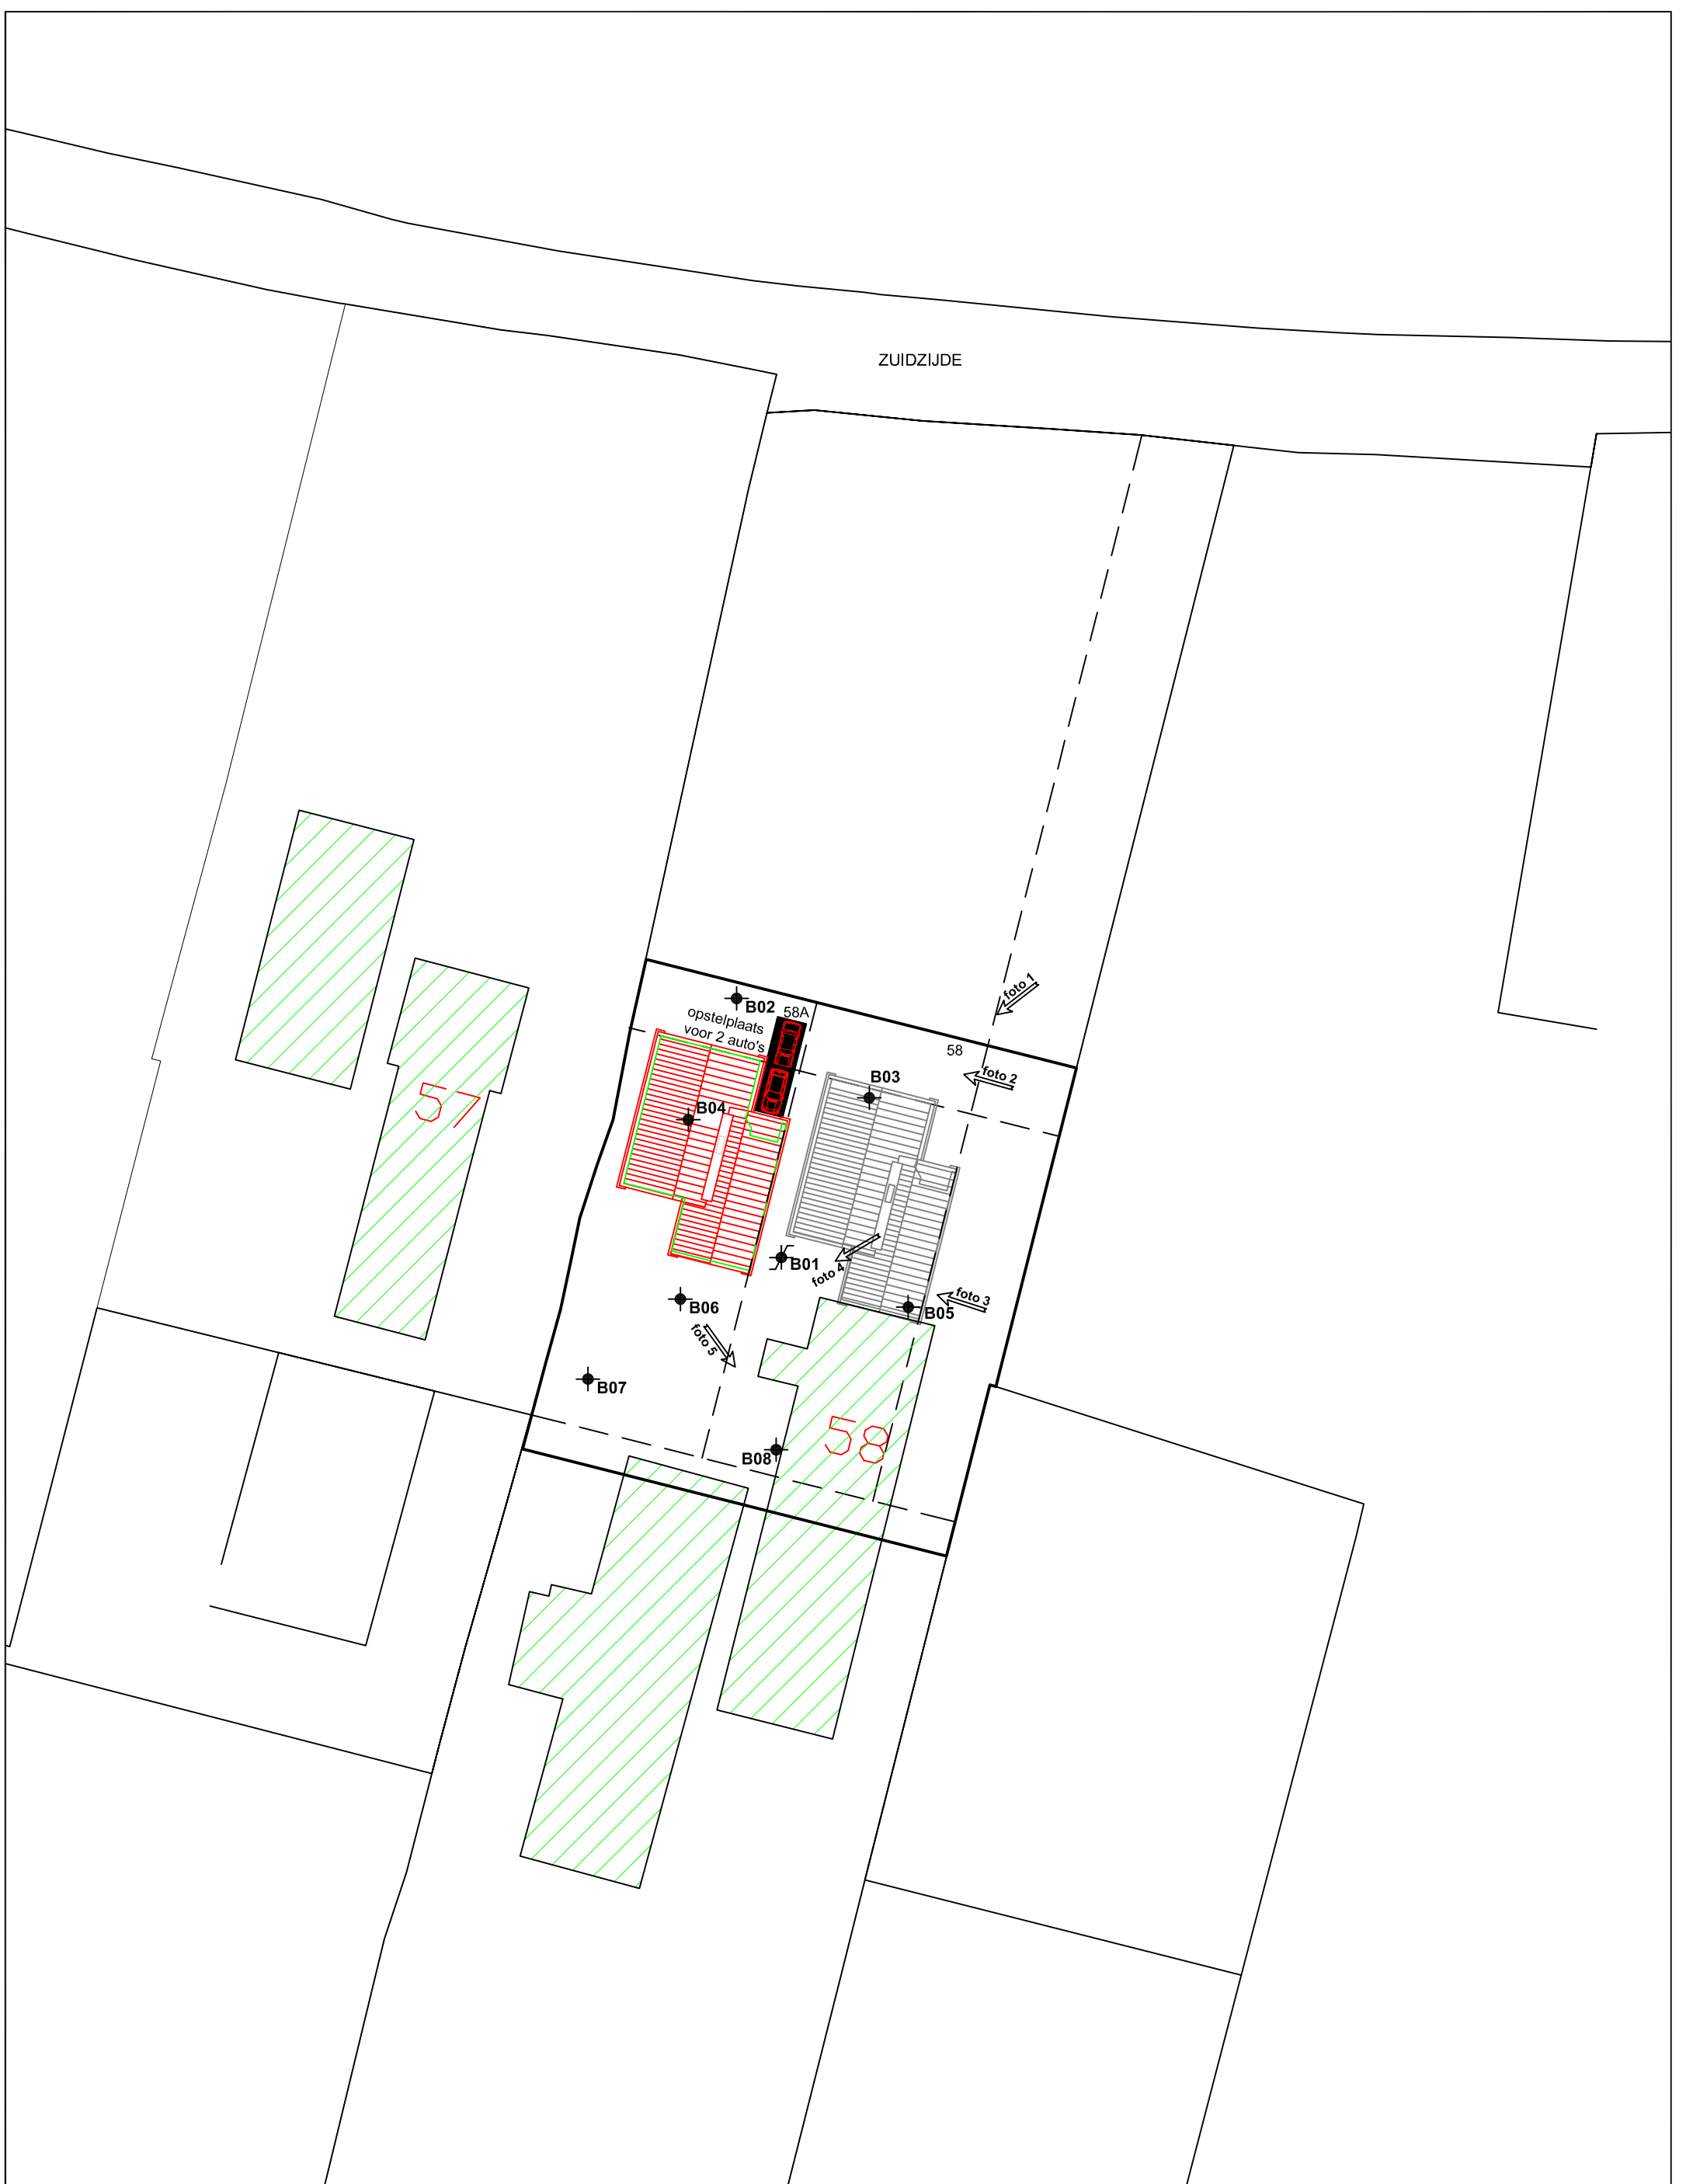 ZUIDZIJDE
foto 1
B02
58A
opstelplaats
voor 2 auto's
58
foto 2
B03
57
B04
B01
foto 4
foto 3
B06
B05
foto 5
B07
58
B08